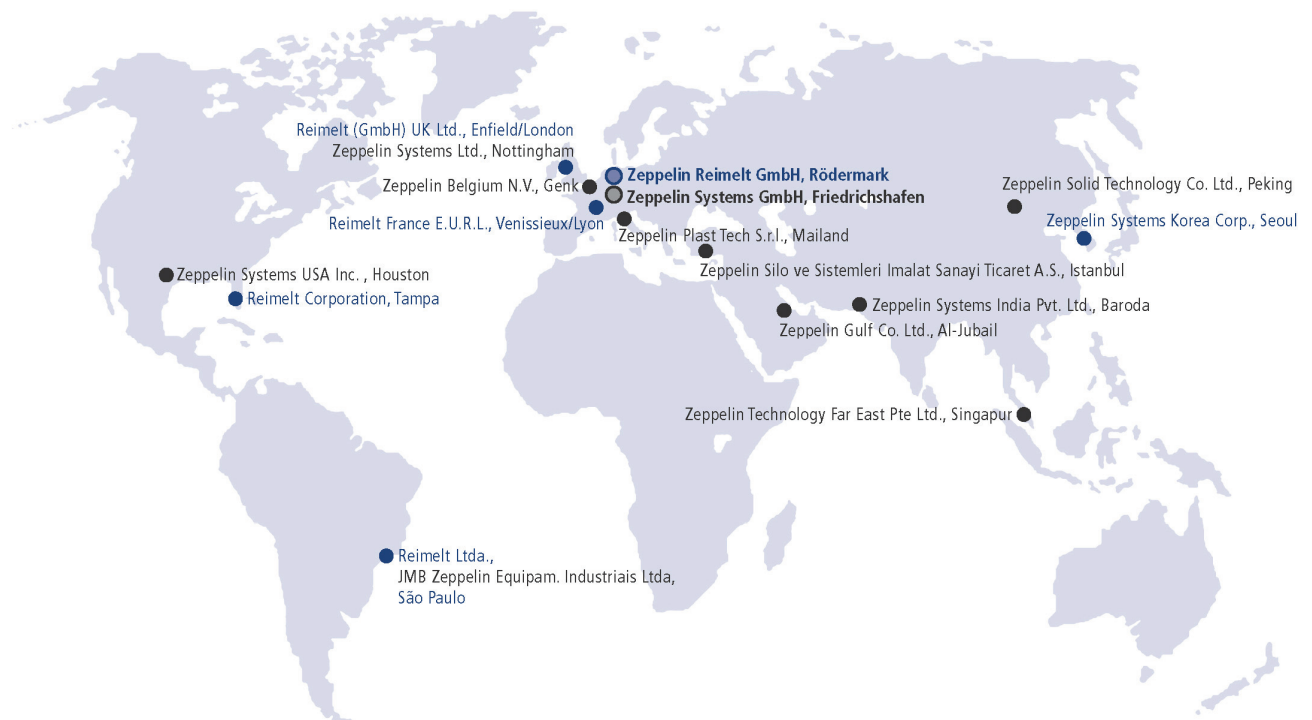 Reimelt (GmbH) UK Ltd., Enfield/London
Zeppelin Systems Ltd., Nottingham
Zeppelin Belgium N.V., Genk
Reimelt France E.U.R.L., Venissieux/Lyon
Zeppelin Reimelt GmbH, Rödermark
Zeppelin Systems GmbH, Friedrichshafen
Zeppelin Plast Tech S.r.l., Mailand
Zeppelin Silo ve Sistemleri Imalat Sanayi Ticaret A.S., Istanbul
Zeppelin Solid Technology Co. Ltd., Peking
Zeppelin Systems Korea Corp., Seoul
Zeppelin Systems USA Inc. , Houston
Reimelt Corporation, Tampa
Zeppelin Systems India Pvt. Ltd., Baroda
Zeppelin Gulf Co. Ltd., Al-Jubail
Zeppelin Technology Far East Pte Ltd., Singapur
Reimelt Ltda.,
JMB Zeppelin Equipam. Industriais Ltda,
São Paulo